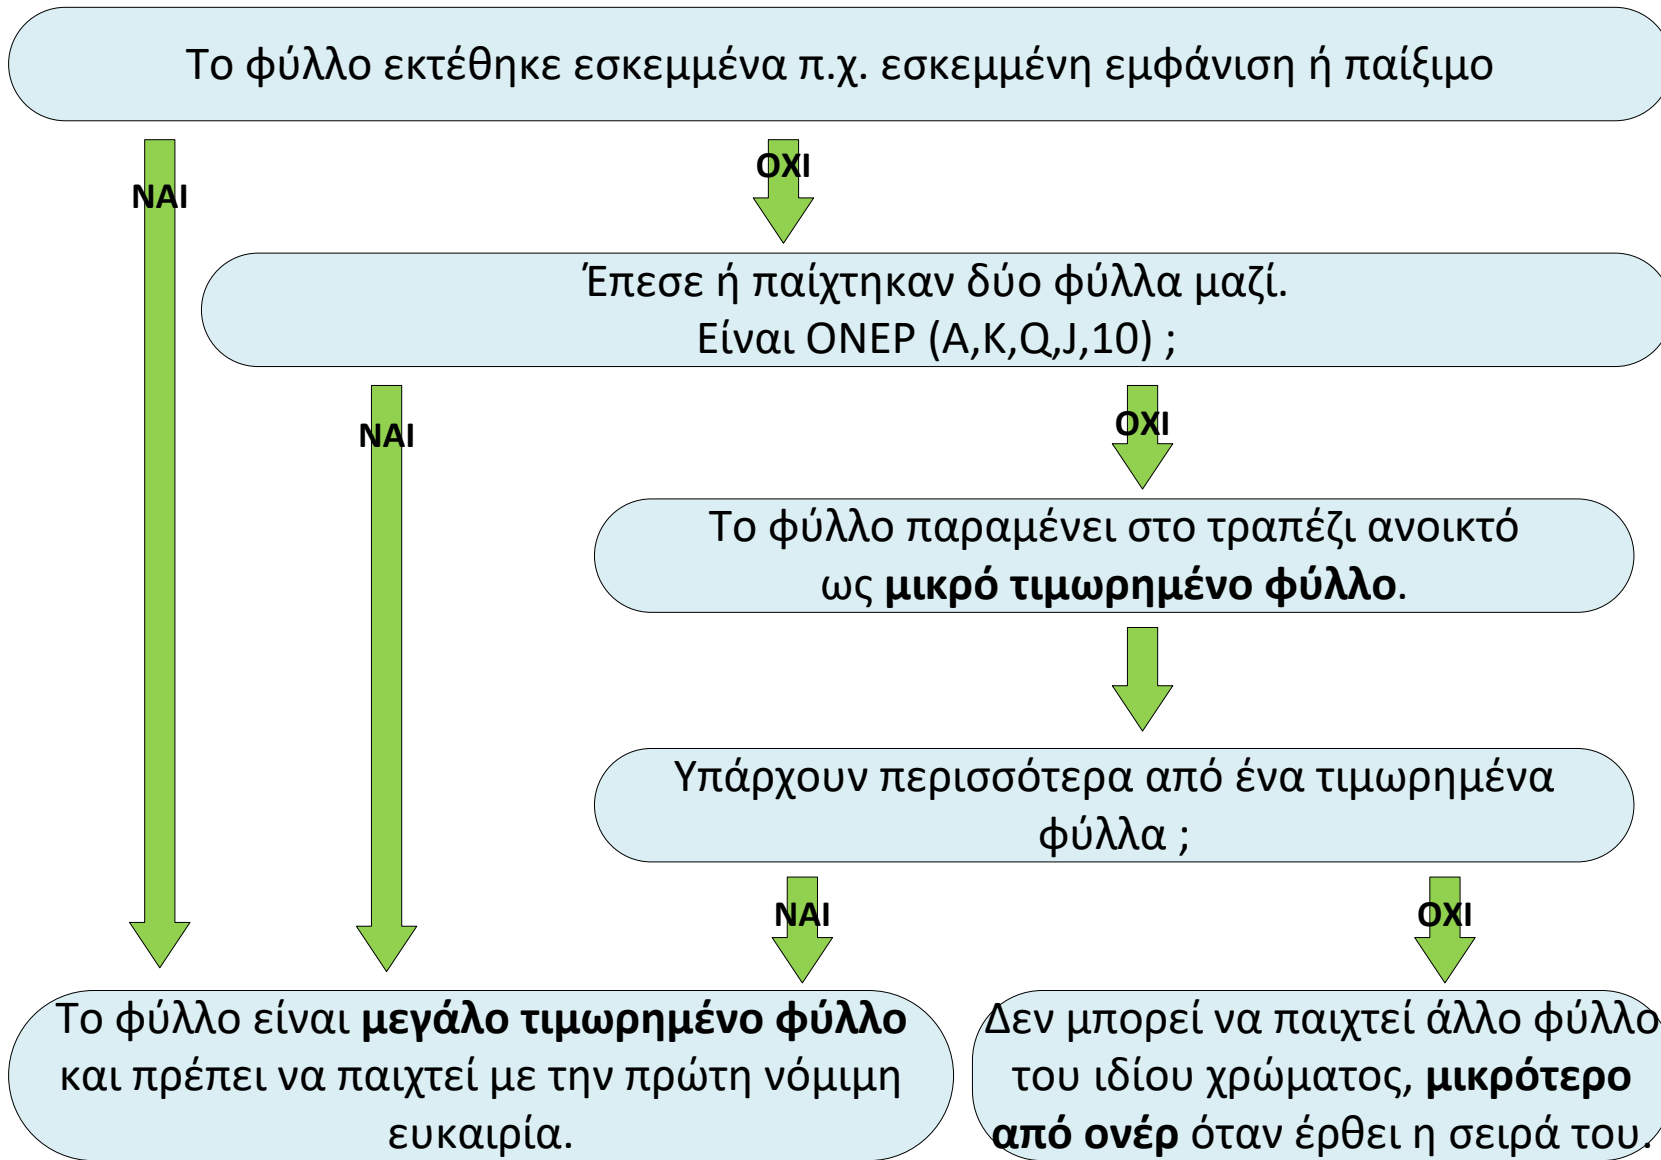 Το φύλλο εκτέθηκε εσκεμμένα π.χ. εσκεμμένη εμφάνιση ή παίξιμο
ΝΑΙ
ΟΧΙ
Έπεσε ή παίχτηκαν δύο φύλλα μαζί.
Είναι ΟΝΕΡ (A,K,Q,J,10) ;
ΝΑΙ
ΟΧΙ
Το φύλλο παραμένει στο τραπέζι ανοικτό
ως μικρό τιμωρημένο φύλλο.
Υπάρχουν περισσότερα από ένα τιμωρημένα
φύλλα ;
ΝΑΙ
ΟΧΙ
Το φύλλο είναι μεγάλο τιμωρημένο φύλλο
και πρέπει να παιχτεί με την πρώτη νόμιμη
ευκαιρία.
Δεν μπορεί να παιχτεί άλλο φύλλο
του ιδίου χρώματος, μικρότερο
από ονέρ όταν έρθει η σειρά του.